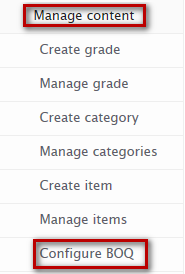 Manage content
Create grade
Manage grade
Create category
Manage categories
Create item
Manage items
Configure BOQ